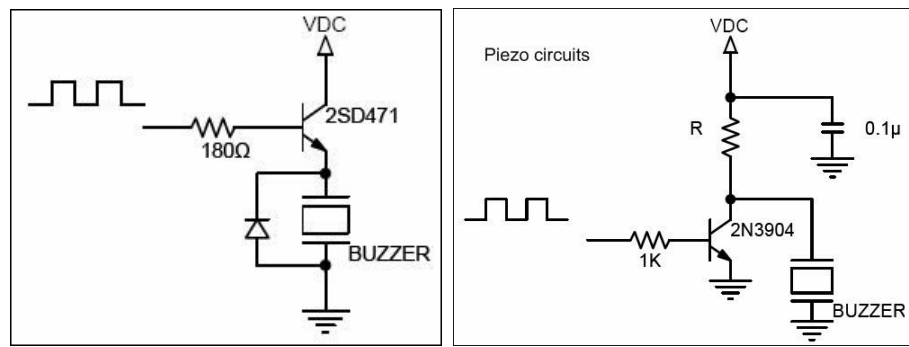 VDC
2SD471
180Ω
BUZZER
VDC
Piezo circuits
R
0.1µ
2N3904
1K
BUZZER